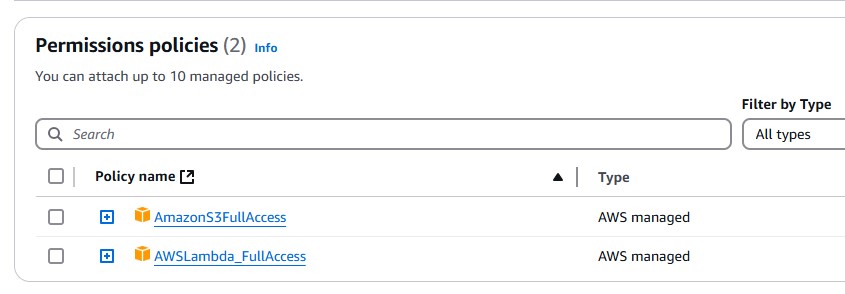 Permissions policies (2) Info
You can attach up to 10 managed policies.
Filter by Type
Search
All types
Policy name
Type
AmazonS3FullAccess
AWS managed
AWSLambda_FullAccess
AWS managed